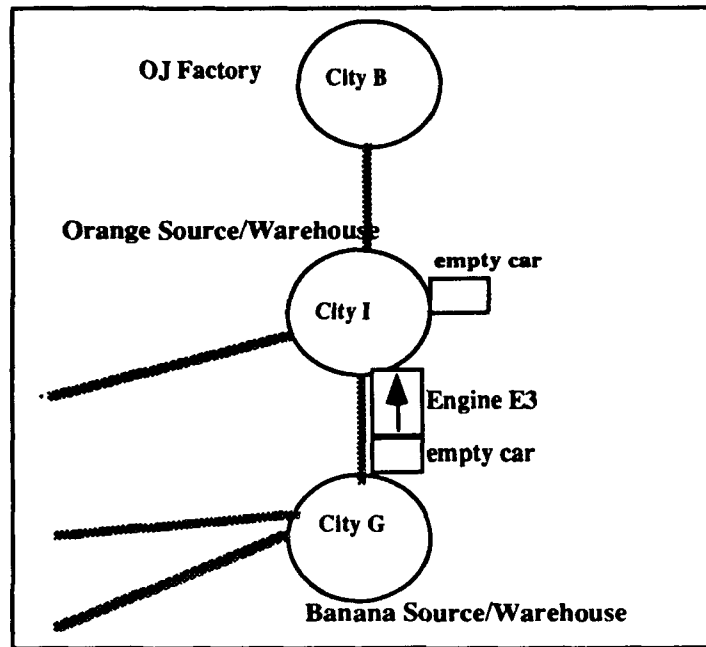 City B
OJ Factory
Orange Source/Warehouse
empty car
City I
Engine E3
empty car
City G
Banana Source/Warehouse